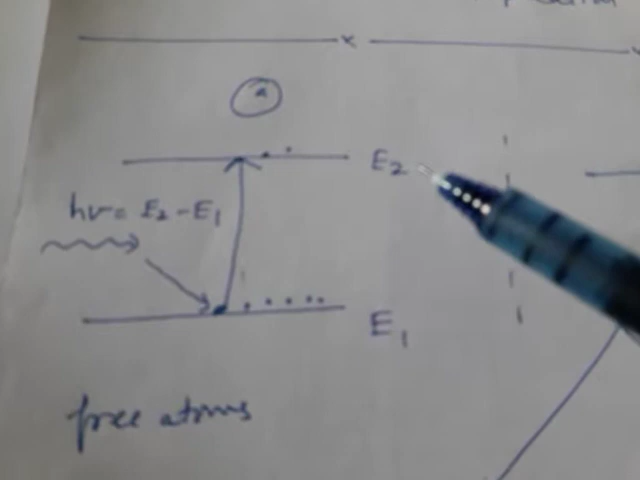 a
E2
hν = E2 - E1
E1
free atoms